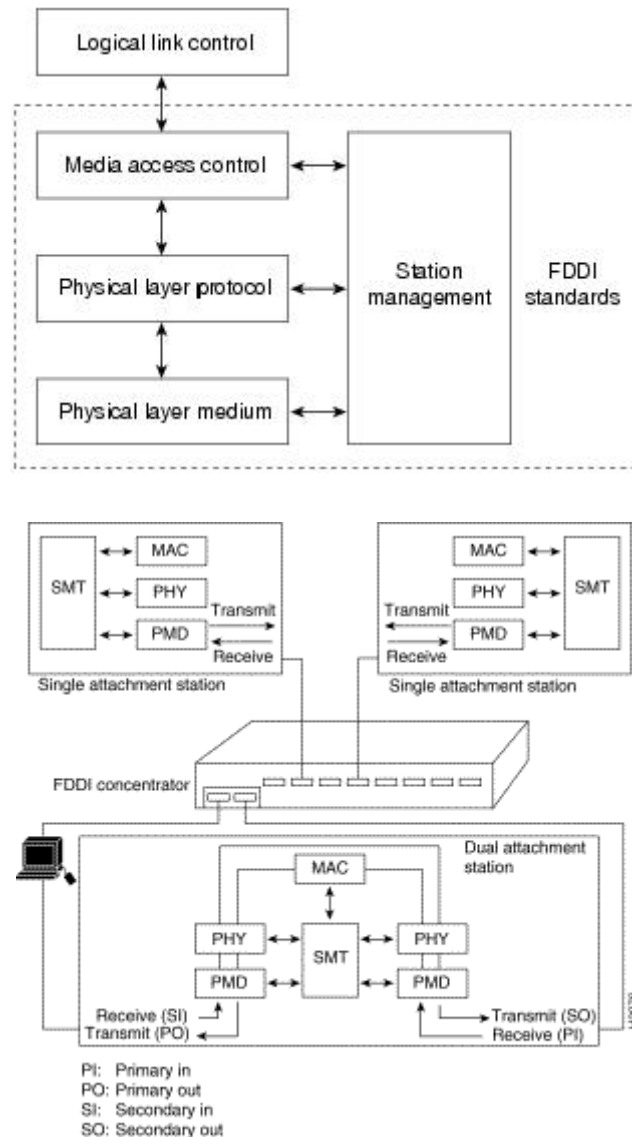 Logical link control
Media access control
Physical layer protocol
Physical layer medium
Station
management
FDDI
standards
SMT
MAC
PHY
PMD
Transmit
Receive
Single attachment station
MAC
PHY
PMD
SMT
Transmit
Receive
Single attachment station
FDDI concentrator
Dual attachment
station
MAC
PHY
SMT
PHY
PMD
PMD
Receive (SI)
Transmit (PO)
Transmit (SO)
Receive (PI)
PI: Primary in
PO: Primary out
SI: Secondary in
SO: Secondary out